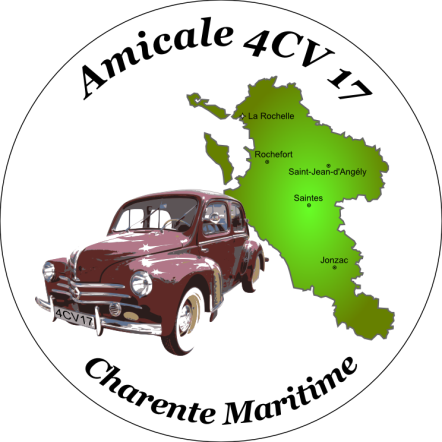 Amicale 4CV 17
La Rochelle
Rochefort
Saint-Jean-d'Angély
Saintes
Jonzac
4CV17
Charente Maritime